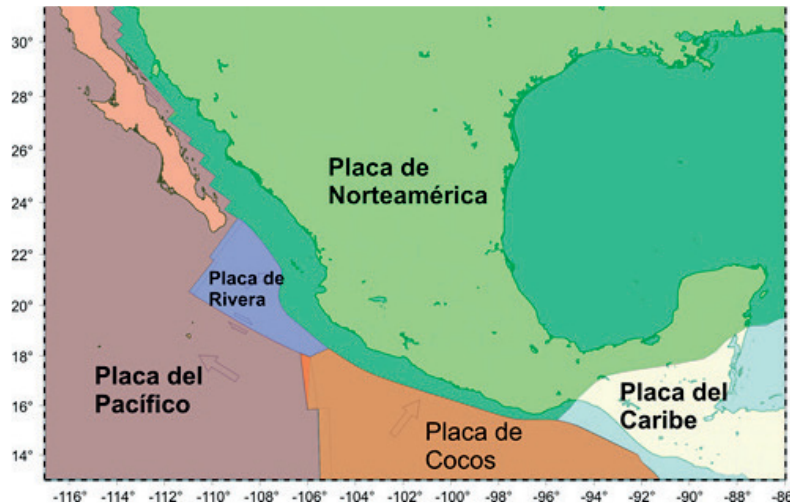 30°
28°
26°
24°
22°
20°
18°
16°
14°
Placa de
Norteamérica
Placa de
Rivera
Placa del
Pacífico
Placa del
Caribe
Placa de
Cocos
-116° -114° -112° -110° -108° -106° -104° -102° -100° -98° -96° -94° -92° -90° -88° -86